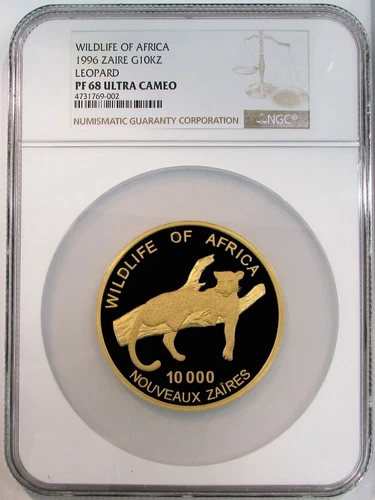 WILDLIFE OF AFRICA
1996 ZAIRE G10KZ
LEOPARD
PF 68 ULTRA CAMEO
4731769-002
NUMISMATIC GUARANTY CORPORATION
NGC
WILDLIFE OF AFRICA
10 000
NOUVEAUX ZAÏRES